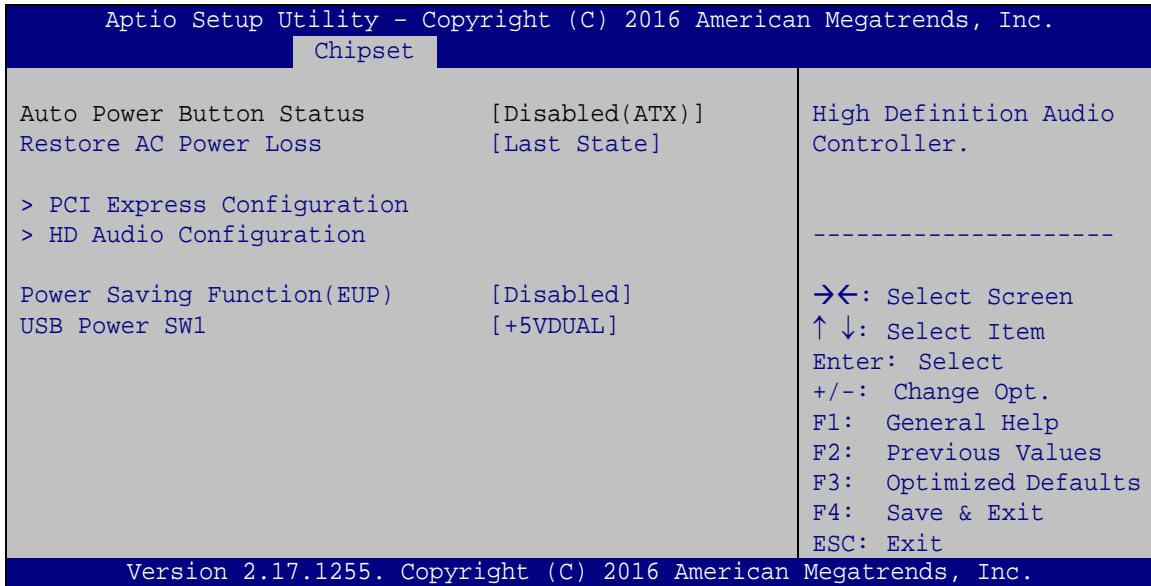 Aptio Setup Utility – Copyright (C) 2016 American Megatrends, Inc.
Chipset
Auto Power Button Status [Disabled(ATX)]
Restore AC Power Loss [Last State]
> PCI Express Configuration
> HD Audio Configuration
Power Saving Function(EUP) [Disabled]
USB Power SW1 [+5VDUAL]
High Definition Audio
Controller.
---------------------
→←: Select Screen
↑ ↓: Select Item
Enter: Select
+/-: Change Opt.
F1: General Help
F2: Previous Values
F3: Optimized Defaults
F4: Save & Exit
ESC: Exit
Version 2.17.1255. Copyright (C) 2016 American Megatrends, Inc.